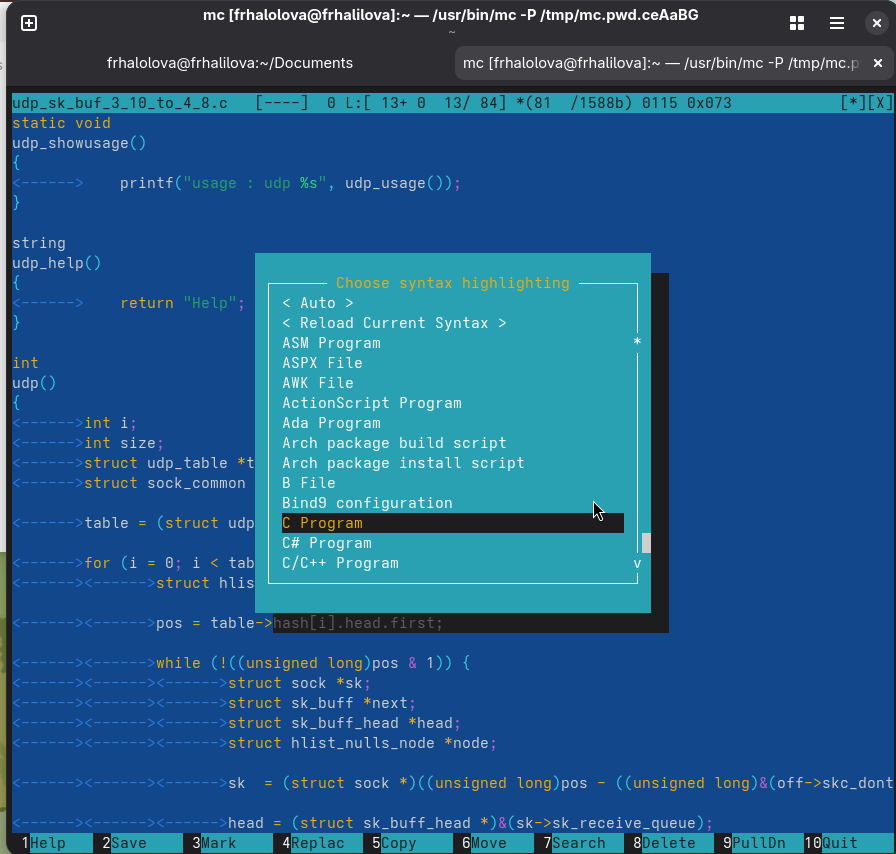 mc [frhalolova@frhalilova]:~ — /usr/bin/mc -P /tmp/mc.pwd.ceAaBG
~
frhalolova@frhalilova:~/Documents
mc [frhalolova@frhalilova]:~ — /usr/bin/mc -P /tmp/mc.p
udp_sk_buf_3_10_to_4_8.c   [----]  0 L:[ 13+ 0  13/ 84] *(81  /1588b) 0115 0x073            [*][X]
static void
udp_showusage()
{
<------>    printf("usage : udp %s", udp_usage());
}
string
udp_help()
{
<------>    return "Help";
}
int
udp()
{
<------>int i;
<------>int size;
<------>struct udp_table *t
<------>struct sock_common
<------>table = (struct udp
<------>for (i = 0; i < tab
<------><------>struct hlis
<------><------>pos = table->hash[i].head.first;
<------><------>while (!((unsigned long)pos & 1)) {
<------><------><------>struct sock *sk;
<------><------><------>struct sk_buff *next;
<------><------><------>struct sk_buff_head *head;
<------><------><------>struct hlist_nulls_node *node;
<------><------><------>sk  = (struct sock *)((unsigned long)pos - ((unsigned long)&(off->skc_dont
<------><------><------>head = (struct sk_buff_head *)&(sk->sk_receive_queue);
Choose syntax highlighting
< Auto >
< Reload Current Syntax >
ASM Program *
ASPX File
AWK File
ActionScript Program
Ada Program
Arch package build script
Arch package install script
B File
Bind9 configuration
C Program
C# Program
C/C++ Program v
1Help 2Save 3Mark 4Replac 5Copy 6Move 7Search 8Delete 9PullDn 10Quit